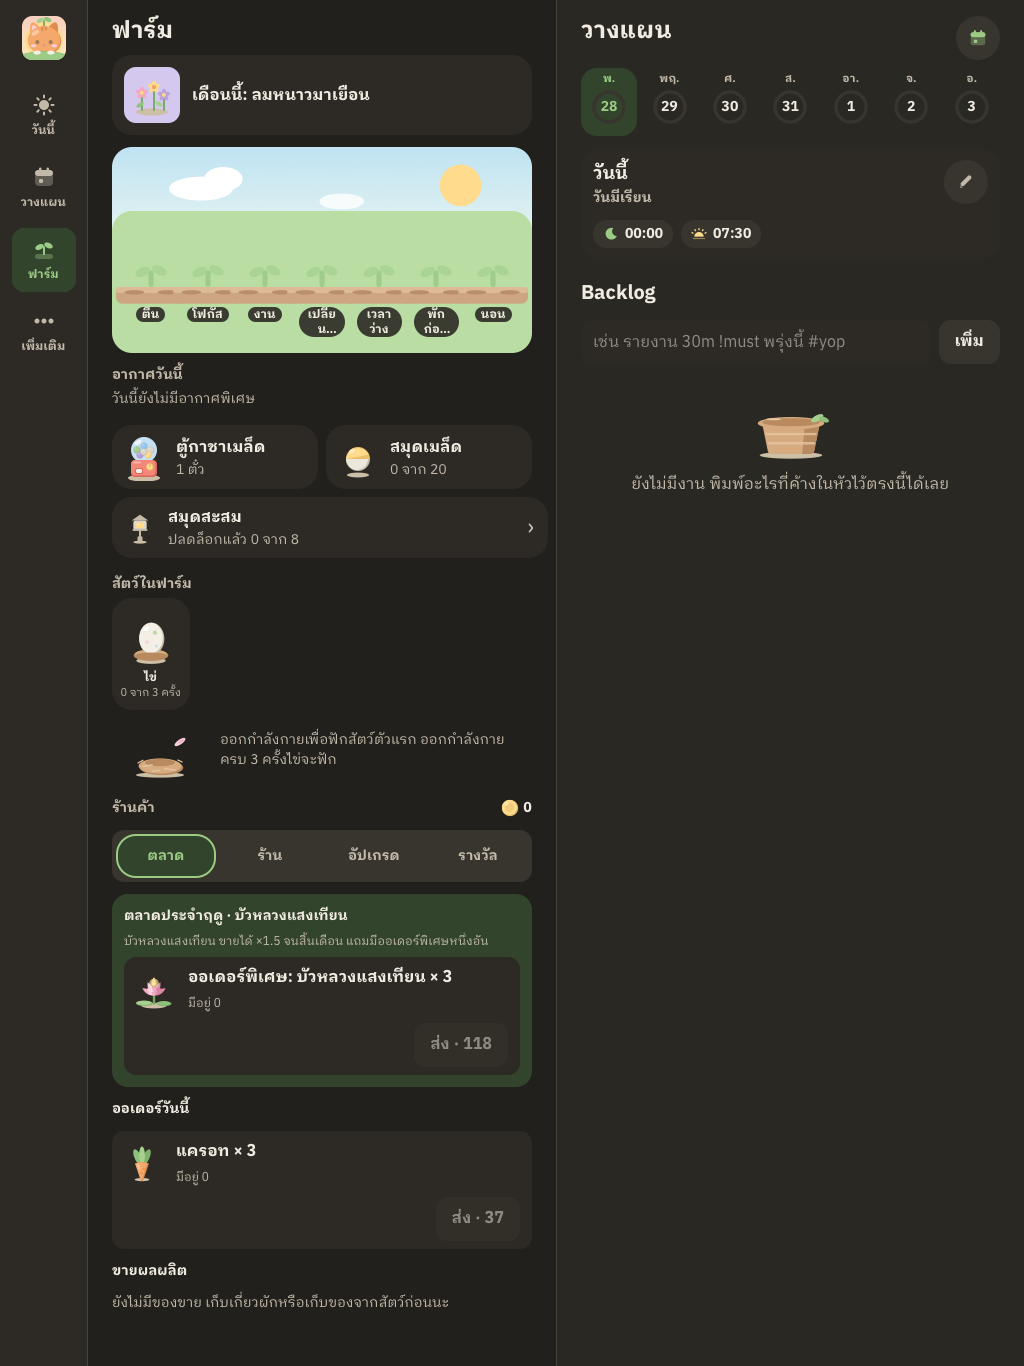 วันนี้
วางแผน
ฟาร์ม
เพิ่มเติม
ฟาร์ม
เดือนนี้: ลมหนาวมาเยือน
ตื่น
โฟกัส
งาน
เปลี่ย
น...
เวลา
ว่าง
พัก
ก่อ...
นอน
อากาศวันนี้
วันนี้ยังไม่มีอากาศพิเศษ
ตู้กาชาเมล็ด
1 ตั๋ว
สมุดเมล็ด
0 จาก 20
สมุดสะสม
ปลดล็อกแล้ว 0 จาก 8
›
สัตว์ในฟาร์ม
ไข่
0 จาก 3 ครั้ง
ออกกำลังกายเพื่อฟักสัตว์ตัวแรก ออกกำลังกาย
ครบ 3 ครั้งไข่จะฟัก
ร้านค้า
0
ตลาด
ร้าน
อัปเกรด
รางวัล
ตลาดประจำฤดู · บัวหลวงแสงเทียน
บัวหลวงแสงเทียน ขายได้ ×1.5 จนสิ้นเดือน แถมมีออเดอร์พิเศษหนึ่งอัน
ออเดอร์พิเศษ: บัวหลวงแสงเทียน × 3
มีอยู่ 0
ส่ง · 118
ออเดอร์วันนี้
แครอท × 3
มีอยู่ 0
ส่ง · 37
ขายผลผลิต
ยังไม่มีของขาย เก็บเกี่ยวผักหรือเก็บของจากสัตว์ก่อนนะ
วางแผน
พ. พฤ. ศ. ส. อา. จ. อ.
28 29 30 31 1 2 3
วันนี้
วันมีเรียน
00:00
07:30
Backlog
เช่น รายงาน 30m !must พรุ่งนี้ #yop
เพิ่ม
ยังไม่มีงาน พิมพ์อะไรที่ค้างในหัวไว้ตรงนี้ได้เลย